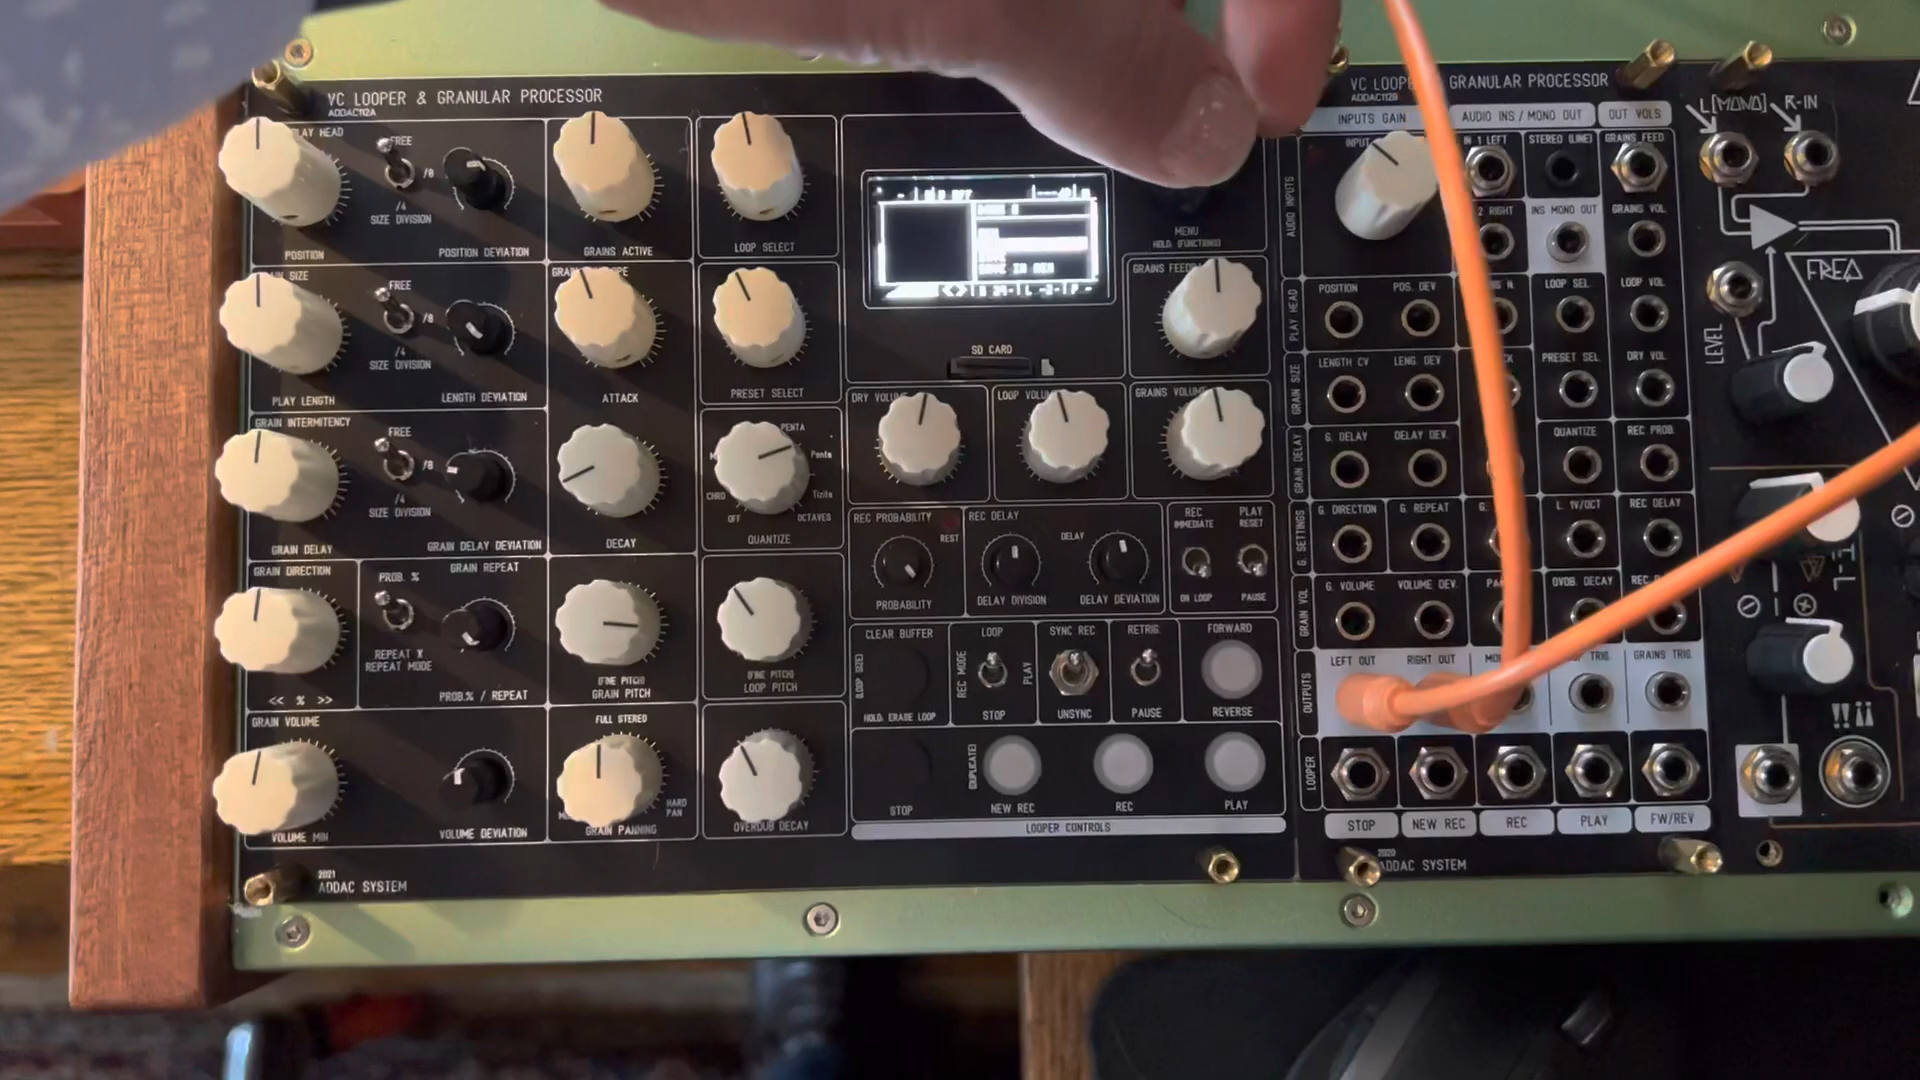 VC LOOPER & GRANULAR PROCESSOR
ADDAC112A
PLAY HEAD
FREE
/8
/4
SIZE DIVISION
POSITION
POSITION DEVIATION
GRAINS ACTIVE
LOOP SELECT
FREE
/8
/4
SIZE DIVISION
PLAY LENGTH
LENGTH DEVIATION
ATTACK
PRESET SELECT
GRAIN INTERMITENCY
FREE
/8
/4
SIZE DIVISION
GRAIN DELAY
GRAIN DELAY DEVIATION
DECAY
PENTA
Penta
CHRO
OFF
OCTAVES
QUANTIZE
GRAIN DIRECTION
<< % >>
PROB. %
GRAIN REPEAT
REPEAT X
REPEAT MODE
PROB.% / REPEAT
(FINE PITCH)
GRAIN PITCH
(FINE PITCH)
LOOP PITCH
GRAIN VOLUME
VOLUME MIN
VOLUME DEVIATION
FULL STEREO
HARD
PAN
GRAIN PANNING
OVERDUB DECAY
MENU
HOLD: (FUNCTIONS)
SD CARD
DRY VOLUME
LOOP VOLUME
GRAINS VOLUME
REC PROBABILITY
REST
PROBABILITY
REC DELAY
DELAY
DELAY DIVISION
DELAY DEVIATION
REC
IMMEDIATE
ON LOOP
PLAY
RESET
PAUSE
CLEAR BUFFER
(LOOP SIZE)
HOLD: ERASE LOOP
LOOP
REC MODE
PLAY
STOP
SYNC REC
UNSYNC
RETRIG.
PAUSE
FORWARD
REVERSE
STOP
(DUPLICATE)
NEW REC
REC
PLAY
LOOPER CONTROLS
2021
ADDAC SYSTEM
GRANULAR PROCESSOR
ADDAC112B
INPUTS GAIN
AUDIO INS / MONO OUT
OUT VOLS
AUDIO INPUTS
STEREO (LINE)
GRAINS FEED
INS MONO OUT
GRAINS VOL
PLAY HEAD
POSITION
POS. DEV
LOOP SEL.
LOOP VOL
GRAIN SIZE
LENGTH CV
LENG. DEV
PRESET SEL.
DRY VOL
GRAIN DELAY
G. DELAY
DELAY DEV.
QUANTIZE
REC PROB.
G. SETTINGS
G. DIRECTION
G. REPEAT
L. 1V/OCT
REC DELAY
GRAIN VOL
G. VOLUME
VOLUME DEV.
OVDB. DECAY
OUTPUTS
LEFT OUT
RIGHT OUT
GRAINS TRIG.
LOOPER
STOP
NEW REC
REC
PLAY
FW/REV
2020
ADDAC SYSTEM
L [MONO]
R-IN
LEVEL